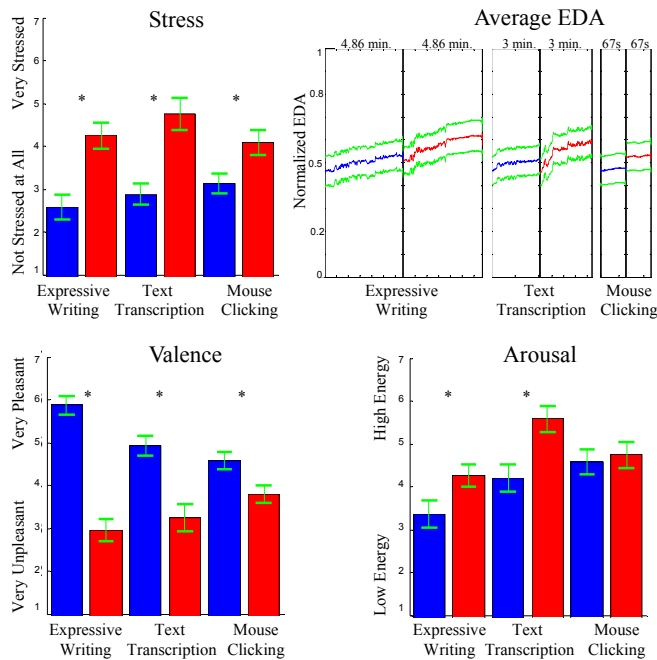 Stress
Very Stressed
Not Stressed at All
7
6
5
4
3
2
1
*
*
*
Expressive
Writing
Text
Transcription
Mouse
Clicking
Average EDA
4.86 min.
4.86 min.
3 min.
3 min.
67s
67s
Normalized EDA
1
0.8
0.5
0.2
0
Expressive
Writing
Text
Transcription
Mouse
Clicking
Valence
Very Pleasant
Very Unpleasant
7
6
5
4
3
2
1
*
*
*
Expressive
Writing
Text
Transcription
Mouse
Clicking
Arousal
High Energy
Low Energy
7
6
5
4
3
2
1
*
*
Expressive
Writing
Text
Transcription
Mouse
Clicking